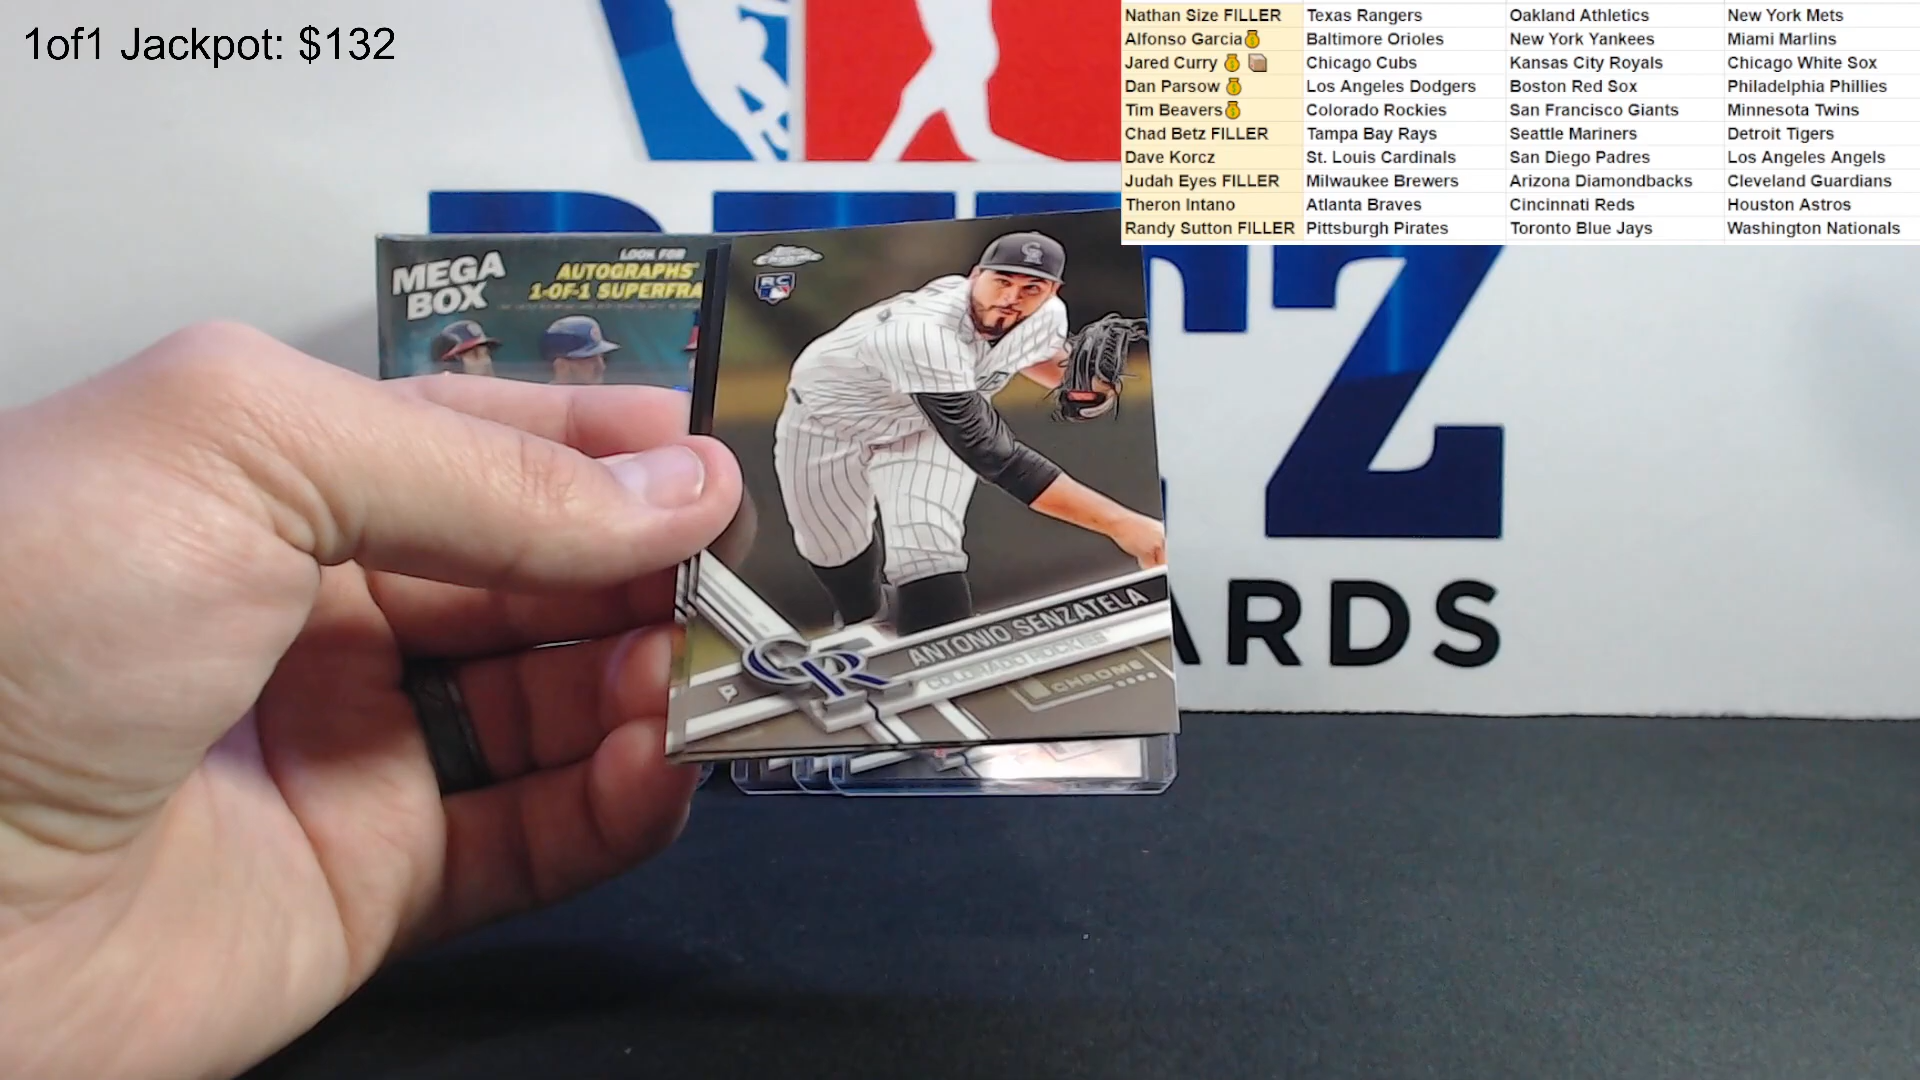 1of1 Jackpot: $132
Nathan Size FILLER Texas Rangers Oakland Athletics New York Mets
Alfonso Garcia Baltimore Orioles New York Yankees Miami Marlins
Jared Curry Chicago Cubs Kansas City Royals Chicago White Sox
Dan Parsow Los Angeles Dodgers Boston Red Sox Philadelphia Phillies
Tim Beavers Colorado Rockies San Francisco Giants Minnesota Twins
Chad Betz FILLER Tampa Bay Rays Seattle Mariners Detroit Tigers
Dave Korcz St. Louis Cardinals San Diego Padres Los Angeles Angels
Judah Eyes FILLER Milwaukee Brewers Arizona Diamondbacks Cleveland Guardians
Theron Intano Atlanta Braves Cincinnati Reds Houston Astros
Randy Sutton FILLER Pittsburgh Pirates Toronto Blue Jays Washington Nationals
MEGA BOX
LOOK FOR
AUTOGRAPHS
1-OF-1 SUPERFRA
Chrome
RC
CR
TZ
ARDS
ANTONIO SENZATELA
COLORADO ROCKIES
CHROME
P
CR